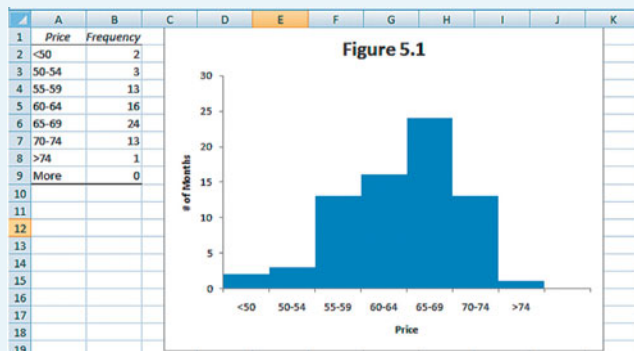 A B C D E F G H I J K
1 Price Frequency
2 <50 2
3 50-54 3
4 55-59 13
5 60-64 16
6 65-69 24
7 70-74 13
8 >74 1
9 More 0
10
11
12
13
14
15
16
17
18
19
Figure 5.1
# of Months
30
25
20
15
10
5
0
<50 50-54 55-59 60-64 65-69 70-74 >74
Price